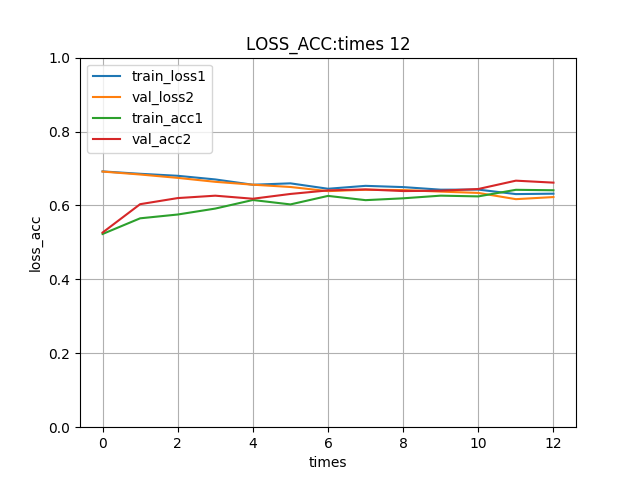 LOSS_ACC:times 12
1.0
0.8
0.6
0.4
0.2
0.0
loss_acc
train_loss1
val_loss2
train_acc1
val_acc2
0 2 4 6 8 10 12
times